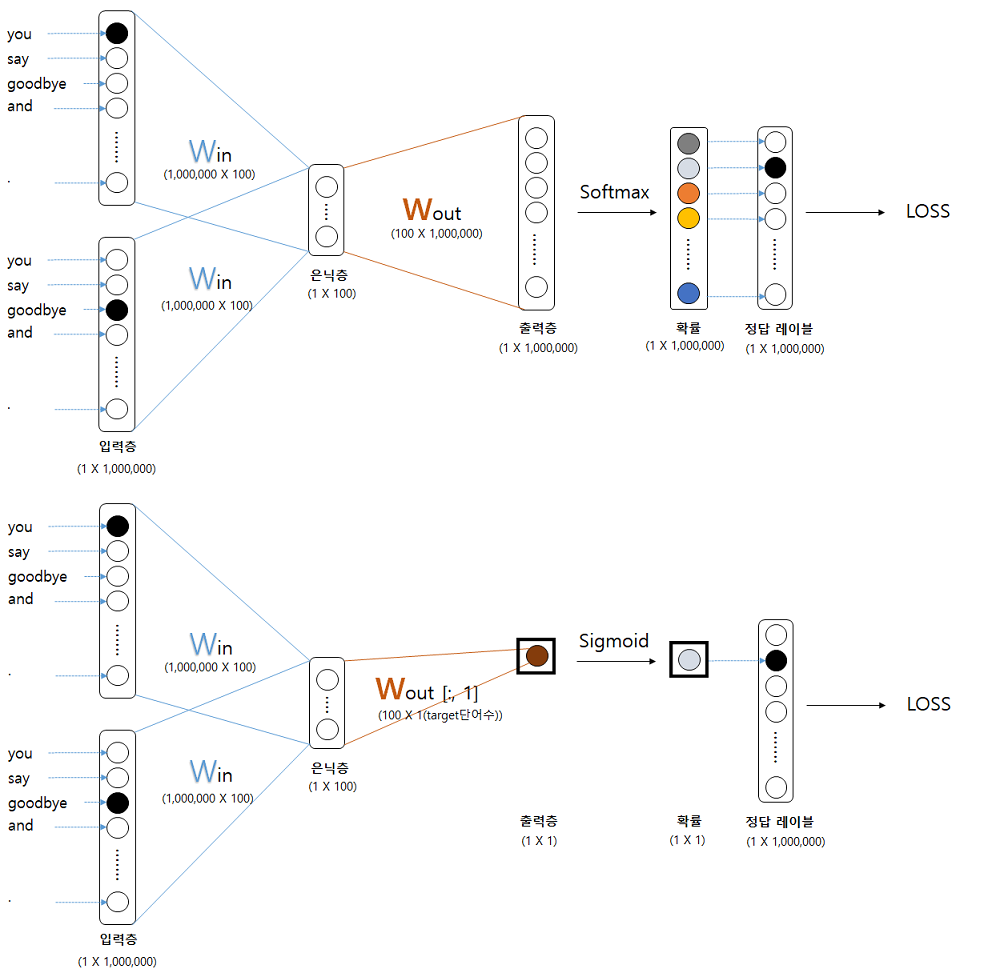 you
say
goodbye
and
.
Win
(1,000,000 X 100)
you
say
goodbye
and
.
Win
(1,000,000 X 100)
입력층
(1 X 1,000,000)
은닉층
(1 X 100)
Wout
(100 X 1,000,000)
출력층
(1 X 1,000,000)
Softmax
확률
(1 X 1,000,000)
정답 레이블
(1 X 1,000,000)
LOSS
you
say
goodbye
and
.
Win
(1,000,000 X 100)
you
say
goodbye
and
.
Win
(1,000,000 X 100)
입력층
(1 X 1,000,000)
은닉층
(1 X 100)
Wout [:, 1]
(100 X 1(target단어수))
출력층
(1 X 1)
Sigmoid
확률
(1 X 1)
정답 레이블
(1 X 1,000,000)
LOSS